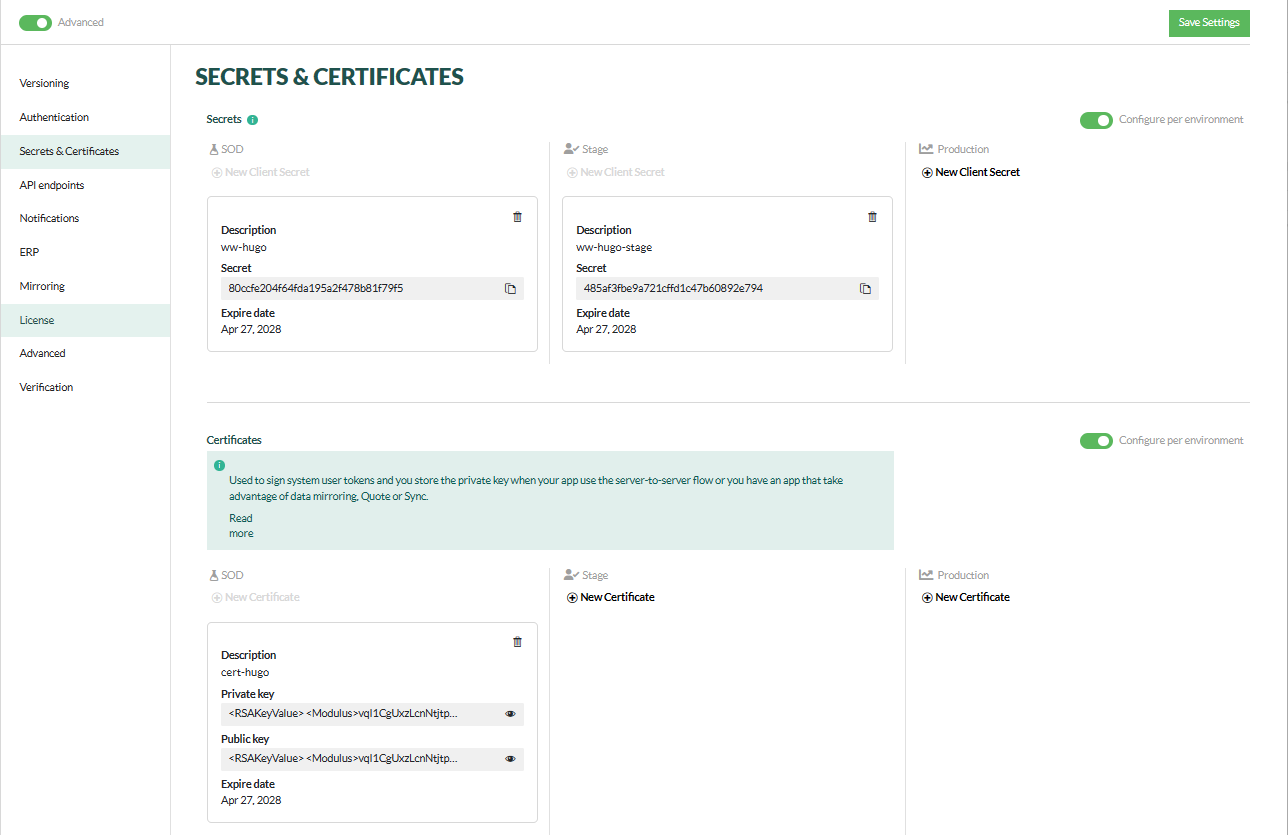 Advanced
Save Settings
Versioning
Authentication
Secrets & Certificates
API endpoints
Notifications
ERP
Mirroring
License
Advanced
Verification
SECRETS & CERTIFICATES
Secrets
Configure per environment
SOD
New Client Secret
Description
ww-hugo
Secret
80ccfe204f64fda195a2f478b81f79f5
Expire date
Apr 27, 2028
Stage
New Client Secret
Description
ww-hugo-stage
Secret
485af3fbe9a721cffd1c47b60892e794
Expire date
Apr 27, 2028
Production
New Client Secret
Certificates
Configure per environment
Used to sign system user tokens and you store the private key when your app use the server-to-server flow or you have an app that take
advantage of data mirroring, Quote or Sync.
Read
more
SOD
New Certificate
Description
cert-hugo
Private key
<RSAKeyValue> <Modulus>vqI1CgUxzLcnNtjtp...
Public key
<RSAKeyValue> <Modulus>vqI1CgUxzLcnNtjtp...
Expire date
Apr 27, 2028
Stage
New Certificate
Production
New Certificate